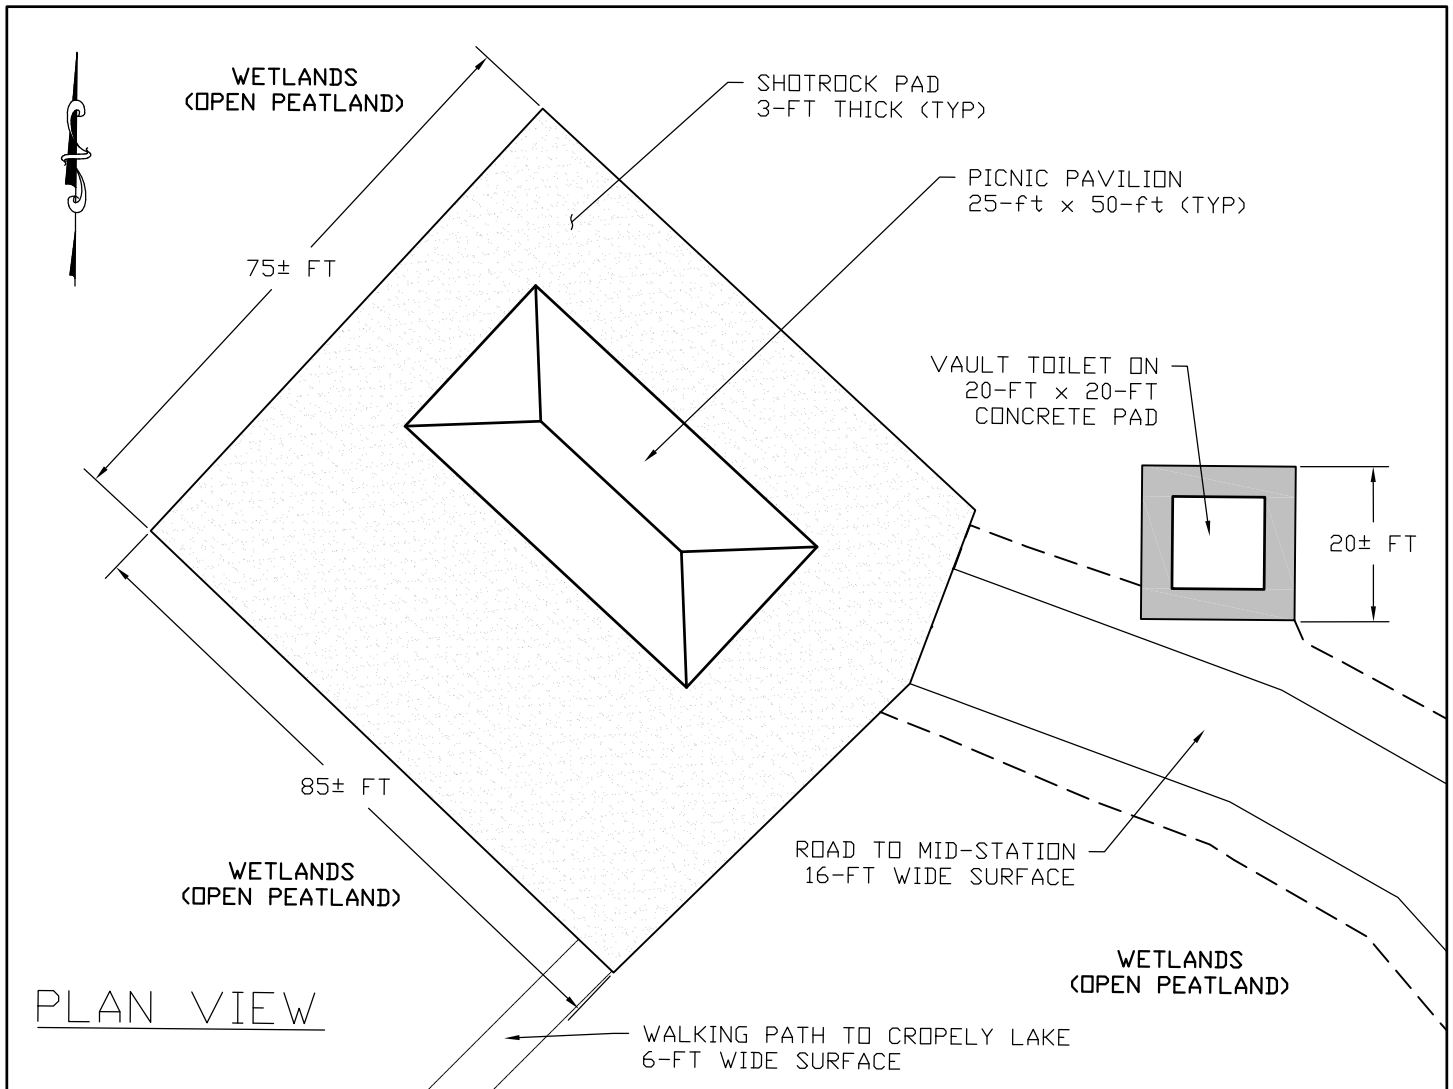 WETLANDS
(OPEN PEATLAND)
SHOTROCK PAD
3-FT THICK (TYP)
PICNIC PAVILION
25-ft x 50-ft (TYP)
75± FT
VAULT TOILET ON
20-FT x 20-FT
CONCRETE PAD
20± FT
85± FT
ROAD TO MID-STATION
16-FT WIDE SURFACE
WETLANDS
(OPEN PEATLAND)
WETLANDS
(OPEN PEATLAND)
PLAN VIEW
WALKING PATH TO CROPELY LAKE
6-FT WIDE SURFACE